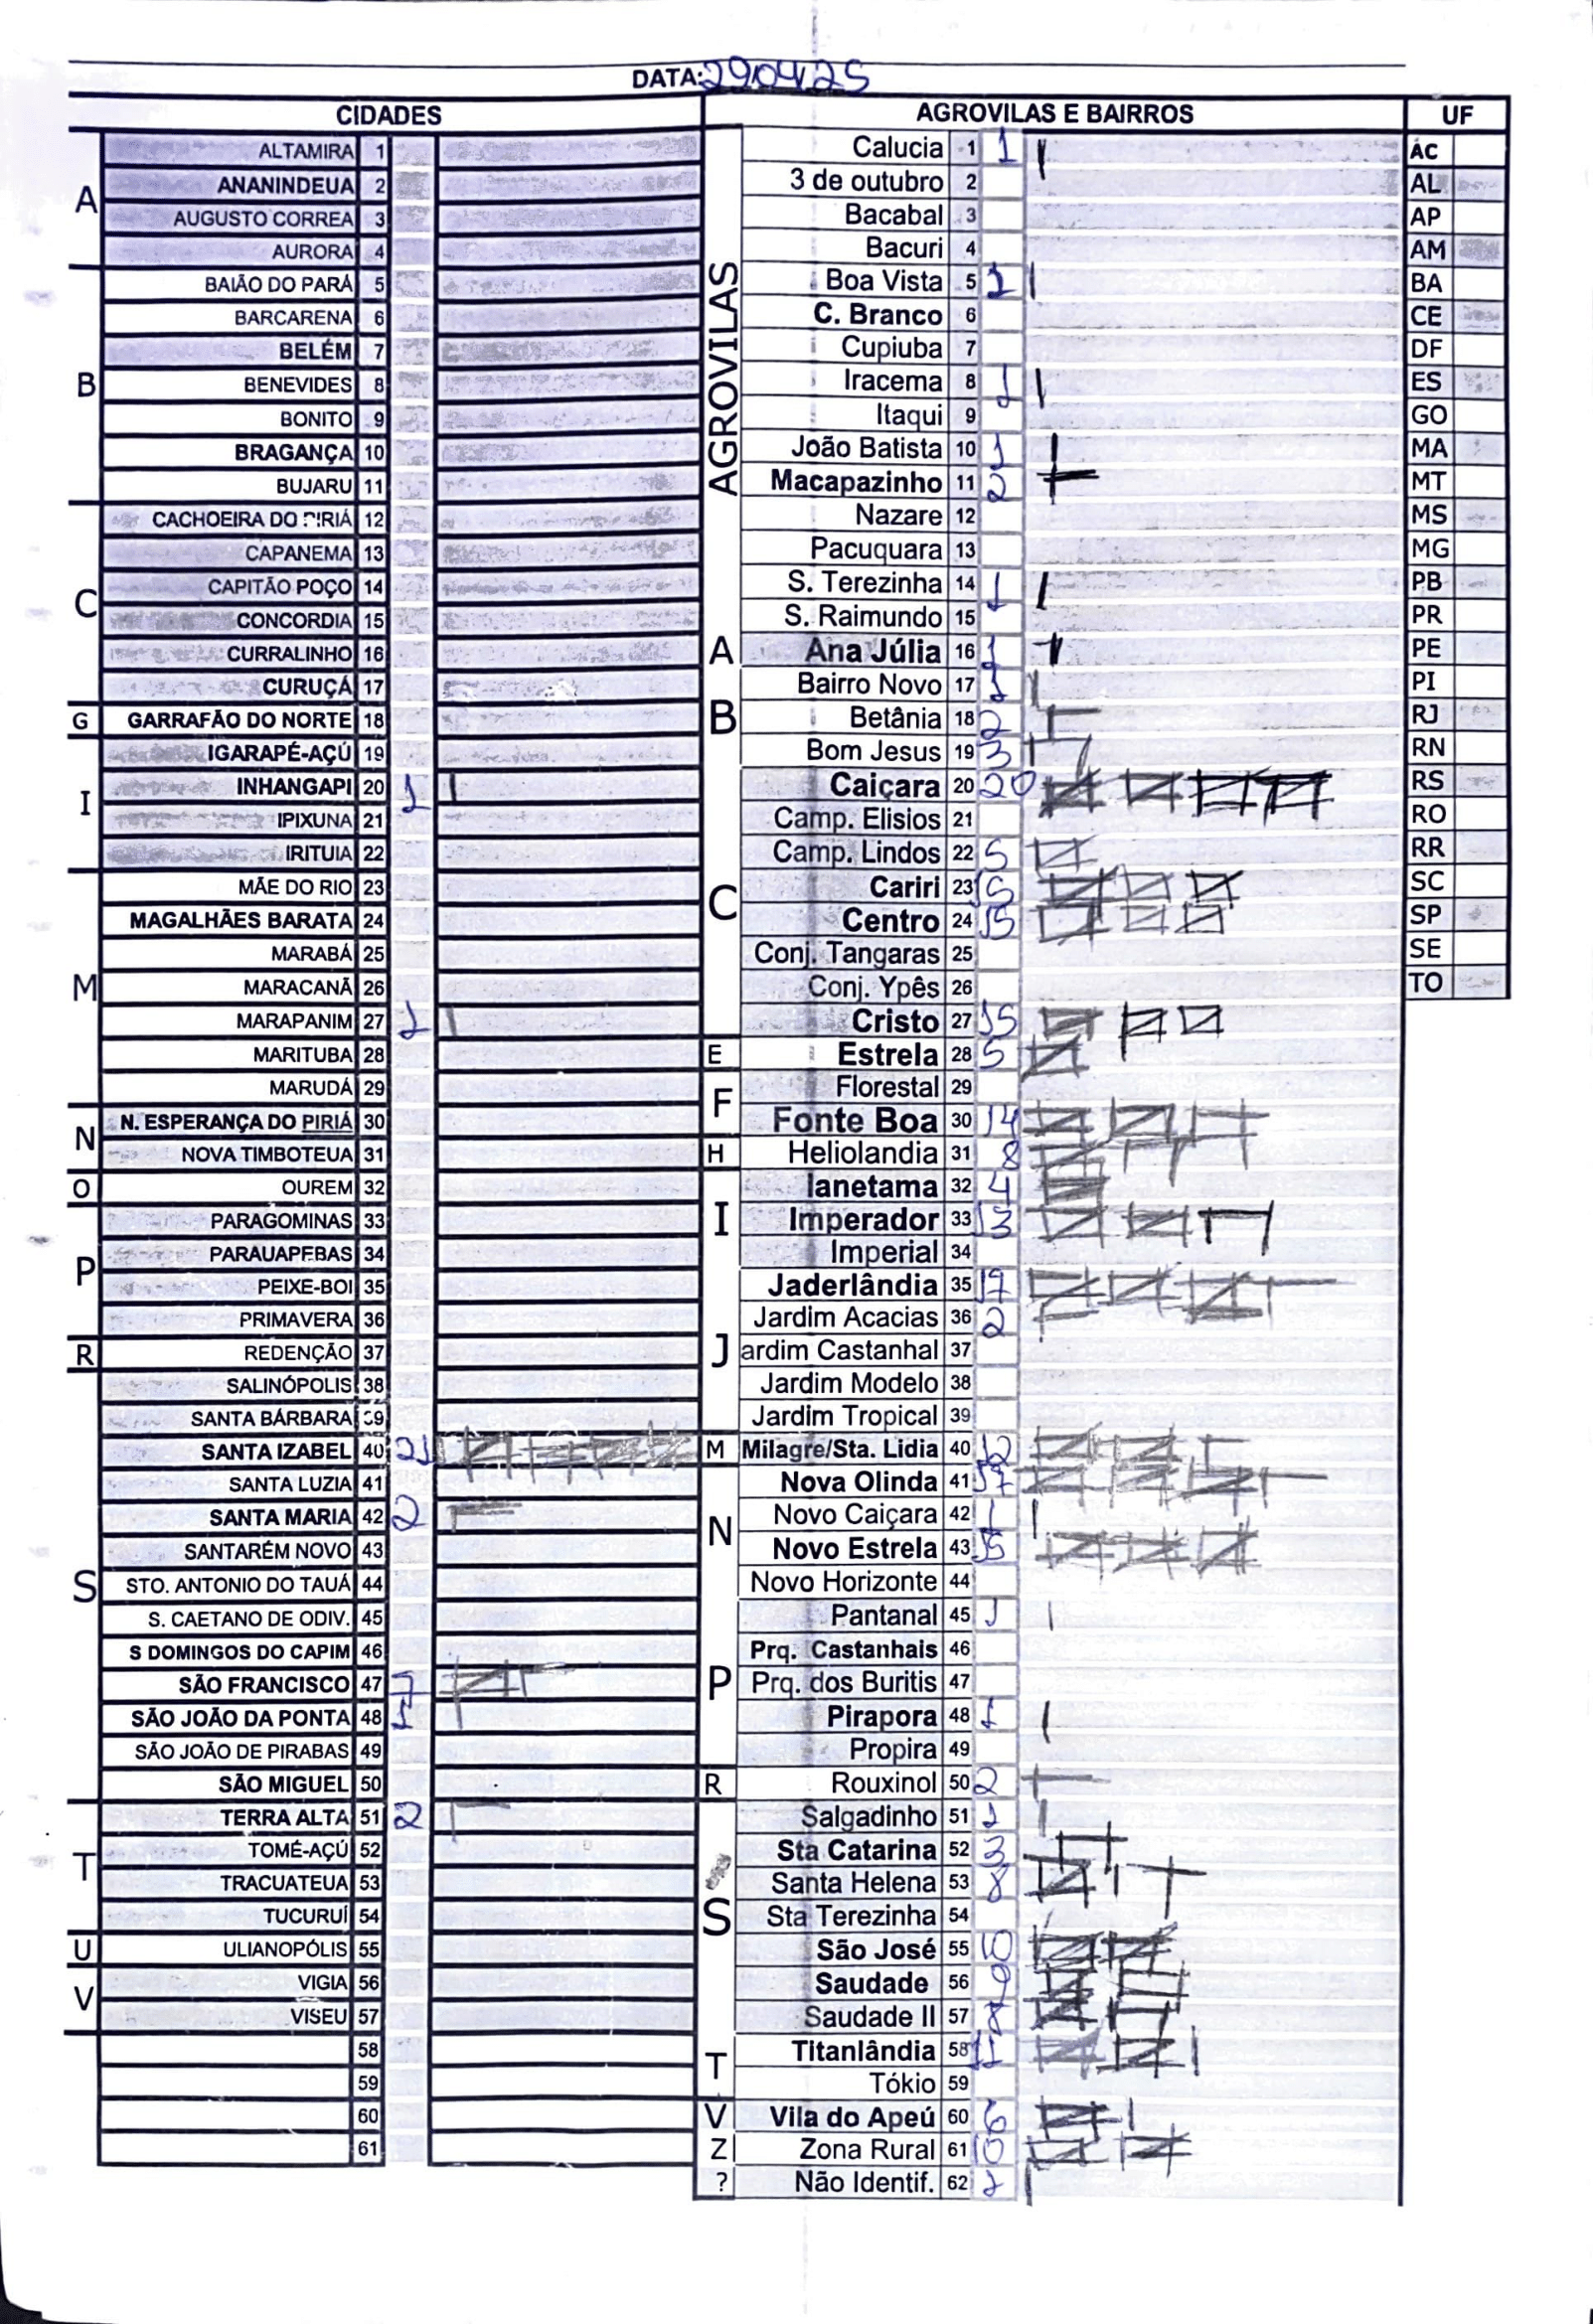 DATA: 290425
CIDADES
A
ALTAMIRA 1
ANANINDEUA 2
AUGUSTO CORREA 3
AURORA 4
B
BAIÃO DO PARÁ 5
BARCARENA 6
BELÉM 7
BENEVIDES 8
BONITO 9
BRAGANÇA 10
BUJARU 11
C
CACHOEIRA DO PIRIÁ 12
CAPANEMA 13
CAPITÃO POÇO 14
CONCORDIA 15
CURRALINHO 16
CURUÇÁ 17
G
GARRAFÃO DO NORTE 18
I
IGARAPÉ-AÇÚ 19
INHANGAPI 20 1
IPIXUNA 21
IRITUIA 22
M
MÃE DO RIO 23
MAGALHÃES BARATA 24
MARABÁ 25
MARACANÃ 26
MARAPANIM 27 1
MARITUBA 28
MARUDÁ 29
N
N. ESPERANÇA DO PIRIÁ 30
NOVA TIMBOTEUA 31
O
OUREM 32
P
PARAGOMINAS 33
PARAUAPEBAS 34
PEIXE-BOI 35
PRIMAVERA 36
R
REDENÇÃO 37
S
SALINÓPOLIS 38
SANTA BÁRBARA 39
SANTA IZABEL 40 21
SANTA LUZIA 41
SANTA MARIA 42 2
SANTARÉM NOVO 43
STO. ANTONIO DO TAUÁ 44
S. CAETANO DE ODIV. 45
S DOMINGOS DO CAPIM 46
SÃO FRANCISCO 47 7
SÃO JOÃO DA PONTA 48 1
SÃO JOÃO DE PIRABAS 49
SÃO MIGUEL 50
T
TERRA ALTA 51 2
TOMÉ-AÇÚ 52
TRACUATEUA 53
TUCURUÍ 54
U
ULIANOPÓLIS 55
V
VIGIA 56
VISEU 57
58
59
60
61
AGROVILAS E BAIRROS
AGROVILAS
Calucia 1 1
3 de outubro 2
Bacabal 3
Bacuri 4
Boa Vista 5 1
C. Branco 6
Cupiuba 7
Iracema 8 1
Itaqui 9
João Batista 10 1
Macapazinho 11 2
Nazare 12
Pacuquara 13
S. Terezinha 14 1
S. Raimundo 15
A
Ana Júlia 16 1
Bairro Novo 17 1
B
Betânia 18 2
Bom Jesus 19 3
Caiçara 20 20
Camp. Elisios 21
Camp. Lindos 22 5
C
Cariri 23 15
Centro 24 15
Conj. Tangaras 25
Conj. Ypês 26
Cristo 27 15
E
Estrela 28 5
F
Florestal 29
Fonte Boa 30 14
H
Heliolandia 31 8
I
Ianetama 32 4
Imperador 33 13
Imperial 34
J
Jaderlândia 35 17
Jardim Acacias 36 2
ardim Castanhal 37
Jardim Modelo 38
Jardim Tropical 39
M
Milagre/Sta. Lidia 40 12
N
Nova Olinda 41 17
Novo Caiçara 42 1
Novo Estrela 43 15
Novo Horizonte 44
P
Pantanal 45 1
Prq. Castanhais 46
Prq. dos Buritis 47
Pirapora 48 1
Propira 49
R
Rouxinol 50 2
S
Salgadinho 51 1
Sta Catarina 52 3
Santa Helena 53 8
Sta Terezinha 54
São José 55 10
Saudade 56 9
Saudade II 57 8
T
Titanlândia 58 11
Tókio 59
V
Vila do Apeú 60 6
Z
Zona Rural 61 10
?
Não Identif. 62 1
UF
AC
AL
AP
AM
BA
CE
DF
ES
GO
MA
MT
MS
MG
PB
PR
PE
PI
RJ
RN
RS
RO
RR
SC
SP
SE
TO